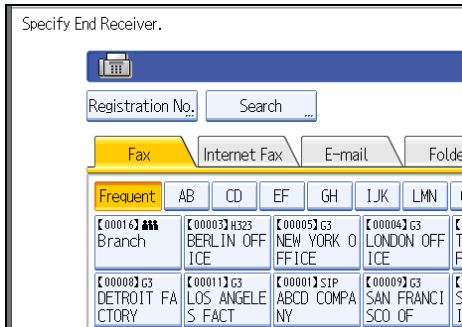 Specify End Receiver.
Registration No. Search
Fax Internet Fax E-mail Folde
Frequent AB CD EF GH IJK LMN
【00016】 【00003】H323 【00005】G3 【00004】G3
Branch BERLIN OFF NEW YORK O LONDON OFF
ICE FFICE ICE
【00008】G3 【00011】G3 【00001】SIP 【00009】G3
DETROIT FA LOS ANGELE ABCD COMPA SAN FRANCI
CTORY S FACT NY SCO OF